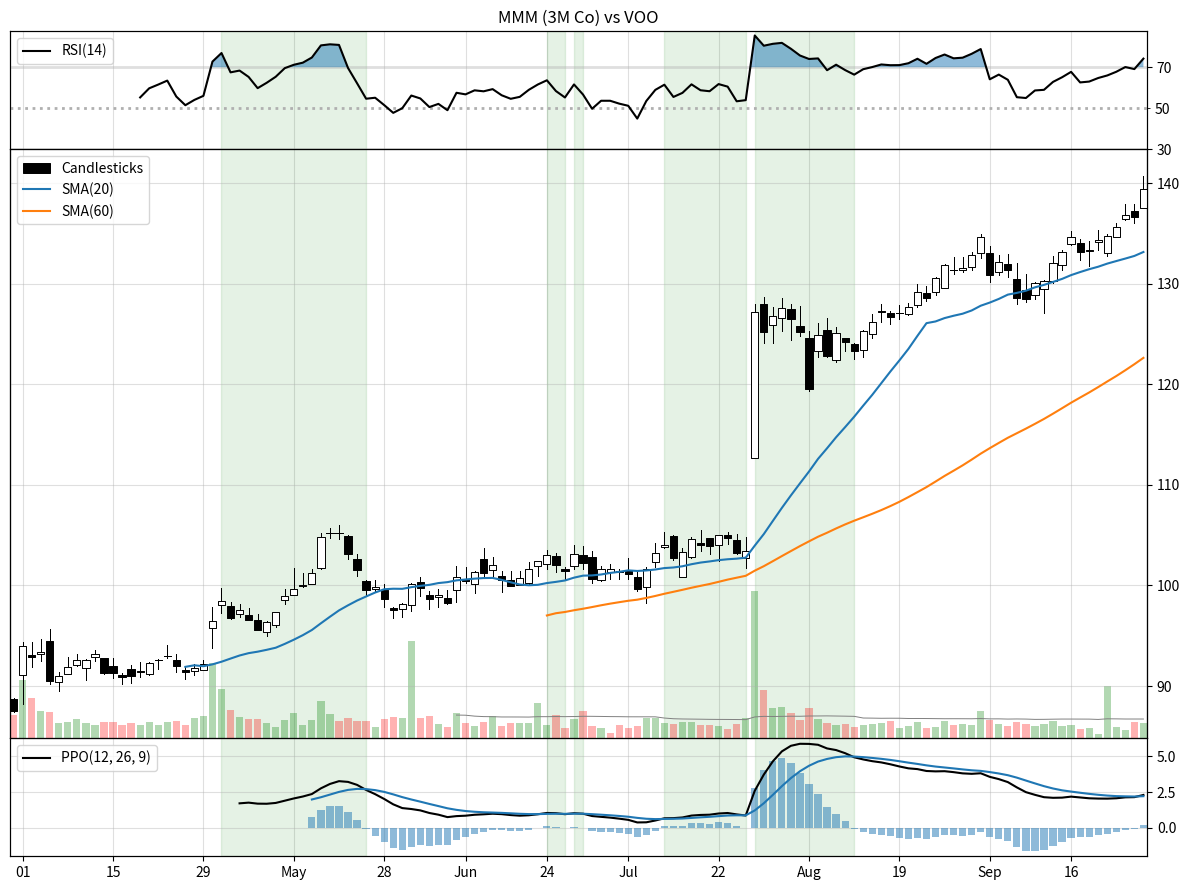 MMM (3M Co) vs VOO
RSI(14)
70
50
30
Candlesticks
SMA(20)
SMA(60)
140
130
120
110
100
90
PPO(12, 26, 9)
5.0
2.5
0.0
01 15 29 May 28 Jun 24 Jul 22 Aug 19 Sep 16